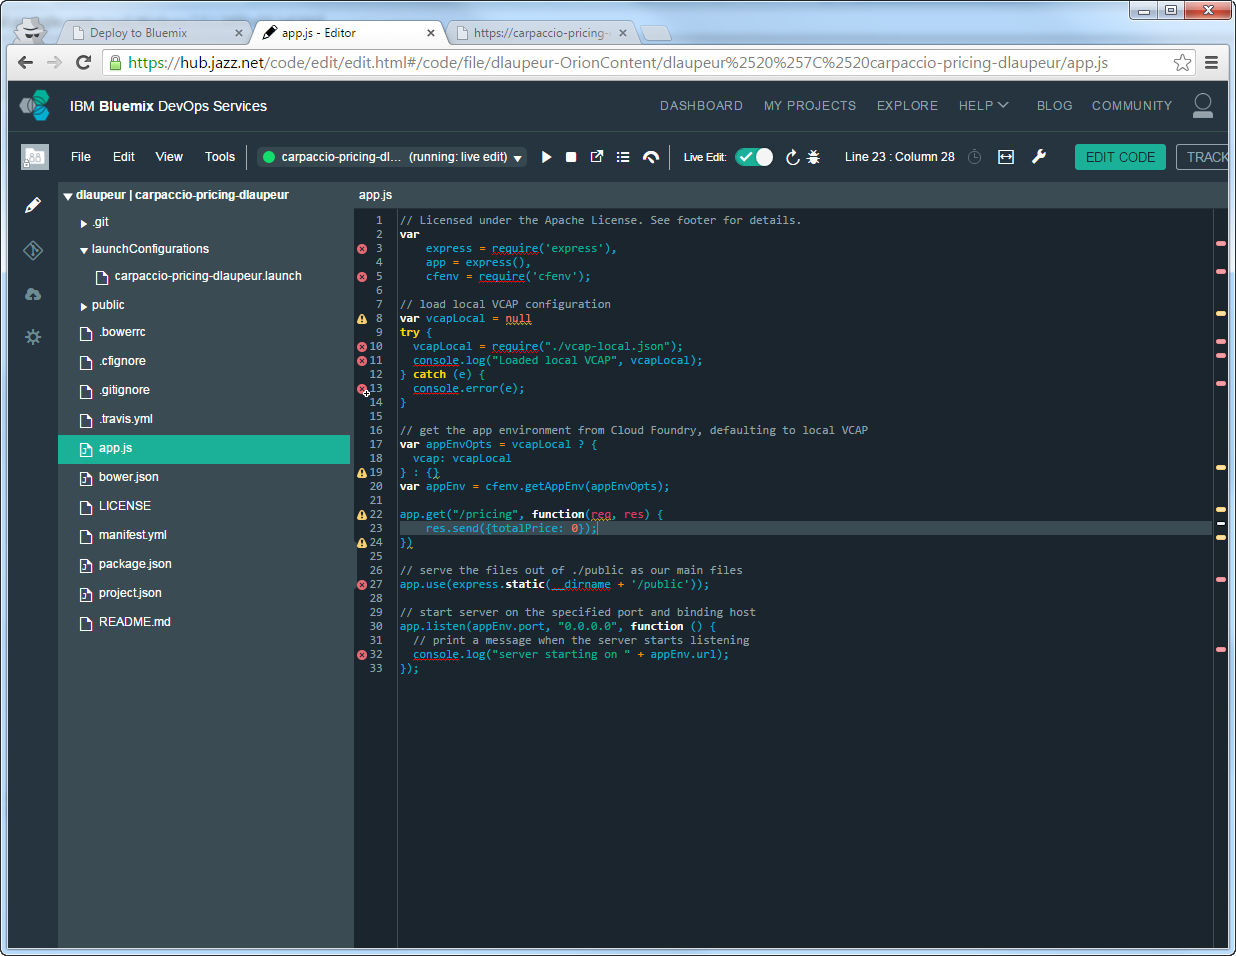 Deploy to Bluemix
app.js - Editor
https://carpaccio-pricing-
https://hub.jazz.net/code/edit/edit.html#/code/file/dlaupeur-OrionContent/dlaupeur%2520%257C%2520carpaccio-pricing-dlaupeur/app.js
IBM Bluemix DevOps Services
DASHBOARD MY PROJECTS EXPLORE HELP BLOG COMMUNITY
File Edit View Tools carpaccio-pricing-dl... (running: live edit) Live Edit: Line 23 : Column 28 EDIT CODE TRACK
dlaupeur | carpaccio-pricing-dlaupeur
.git
launchConfigurations
carpaccio-pricing-dlaupeur.launch
public
.bowerrc
.cfignore
.gitignore
.travis.yml
app.js
bower.json
LICENSE
manifest.yml
package.json
project.json
README.md
app.js
1 // Licensed under the Apache License. See footer for details.
2 var
3     express = require('express'),
4     app = express(),
5     cfenv = require('cfenv');
6
7 // load local VCAP configuration
8 var vcapLocal = null
9 try {
10   vcapLocal = require("./vcap-local.json");
11   console.log("Loaded local VCAP", vcapLocal);
12 } catch (e) {
13   console.error(e);
14 }
15
16 // get the app environment from Cloud Foundry, defaulting to local VCAP
17 var appEnvOpts = vcapLocal ? {
18   vcap: vcapLocal
19 } : {}
20 var appEnv = cfenv.getAppEnv(appEnvOpts);
21
22 app.get("/pricing", function(req, res) {
23     res.send({totalPrice: 0});
24 })
25
26 // serve the files out of ./public as our main files
27 app.use(express.static(__dirname + '/public'));
28
29 // start server on the specified port and binding host
30 app.listen(appEnv.port, "0.0.0.0", function () {
31   // print a message when the server starts listening
32   console.log("server starting on " + appEnv.url);
33 });